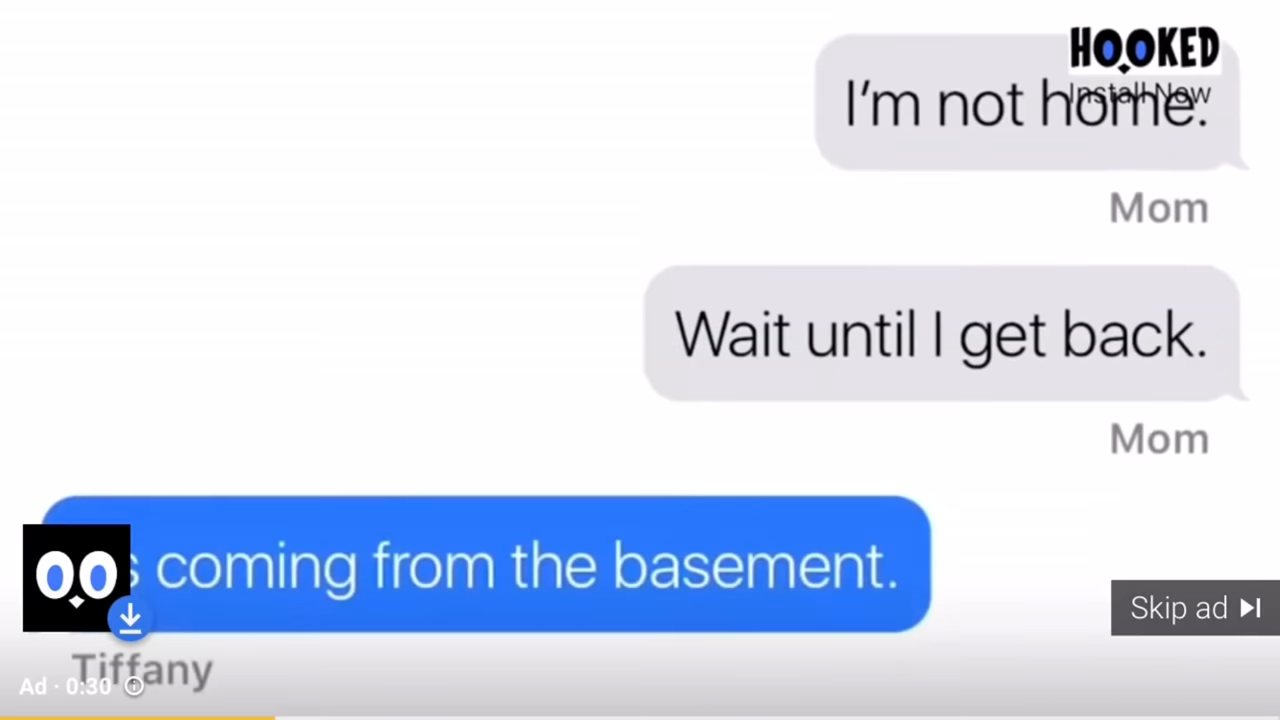 HOOKED
Install Now
I'm not home.
Mom
Wait until I get back.
Mom
coming from the basement.
Skip ad
Tiffany
Ad · 0:30